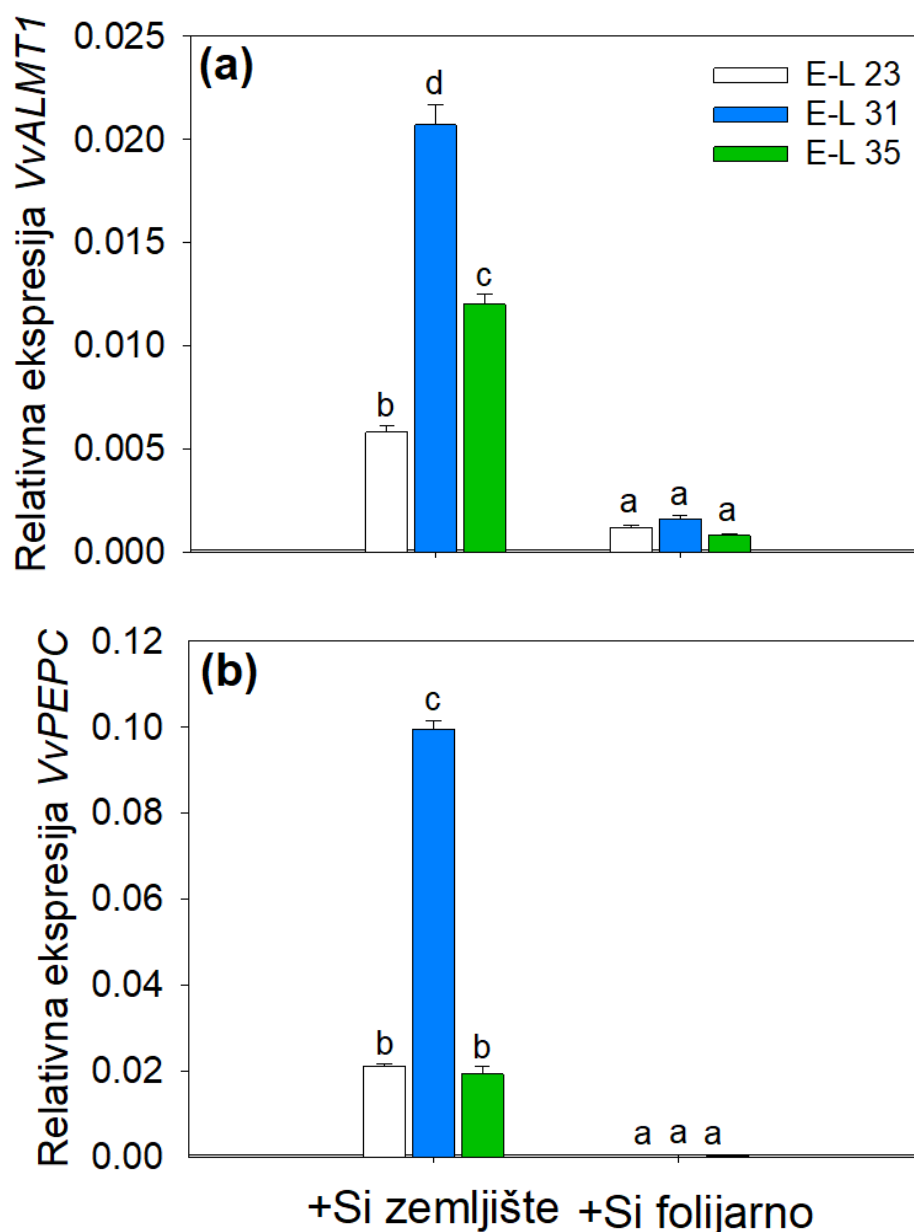 Relativna ekspresija VvALMT1
0.025
0.020
0.015
0.010
0.005
0.000
(a)
E-L 23
E-L 31
E-L 35
b
d
c
a
a
a
Relativna ekspresija VvPEPC
0.12
0.10
0.08
0.06
0.04
0.02
0.00
(b)
b
c
b
a
a
a
+Si zemljište
+Si folijarno